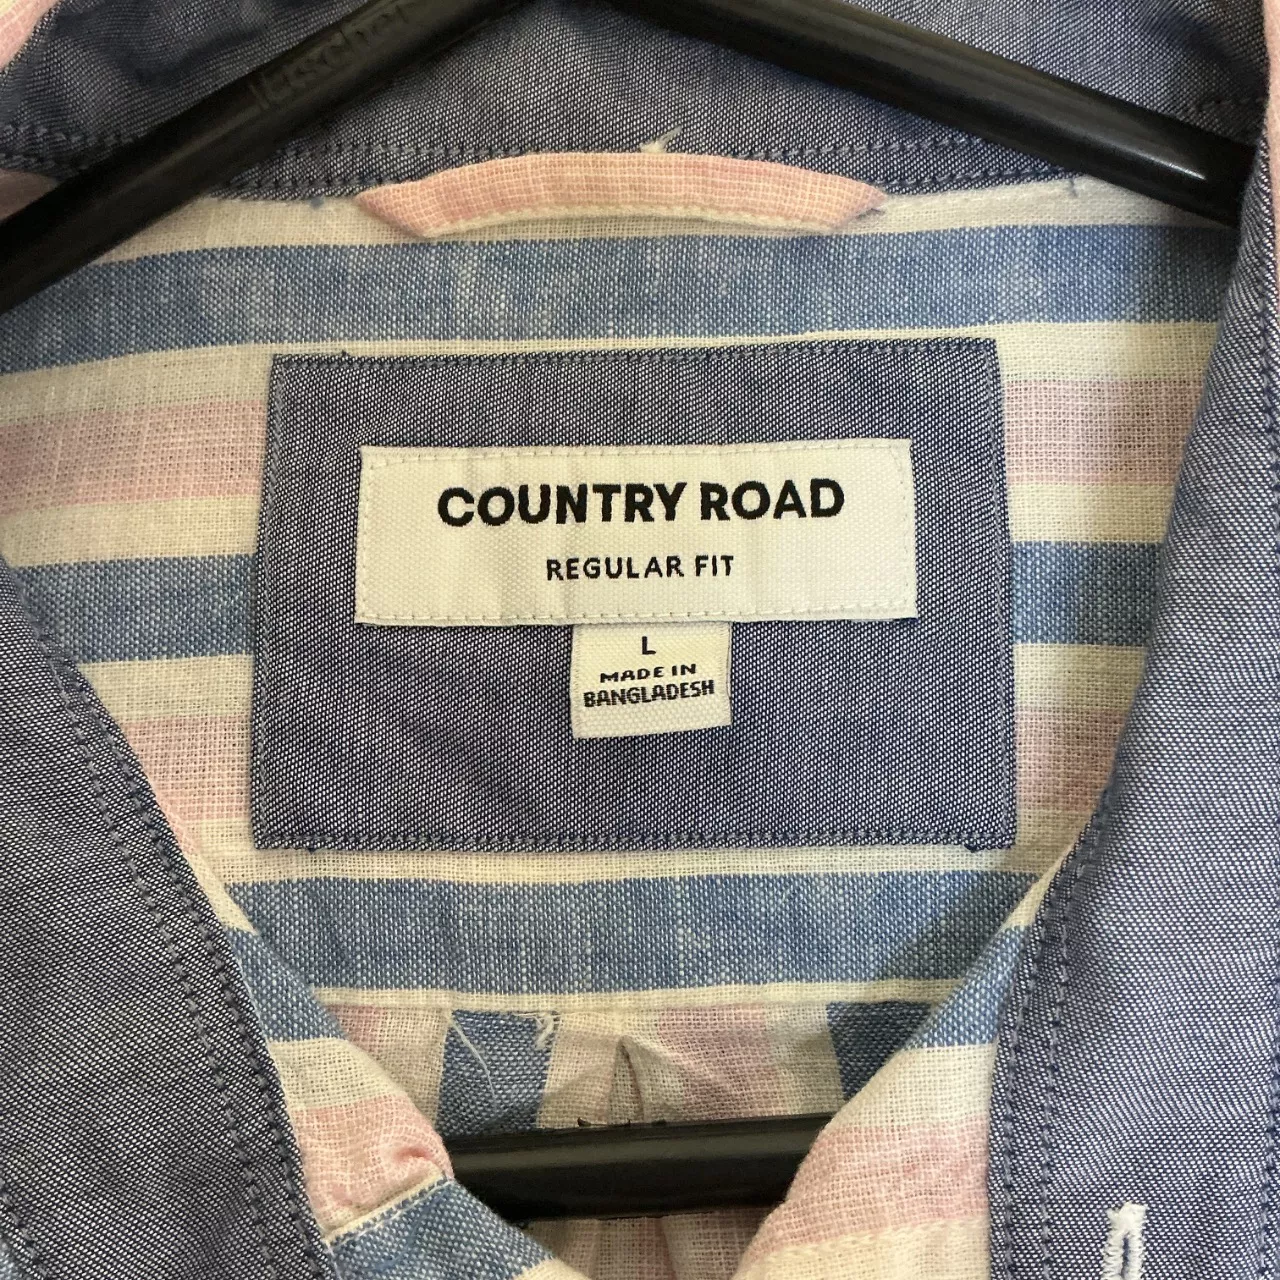 COUNTRY ROAD
REGULAR FIT
L
MADE IN
BANGLADESH